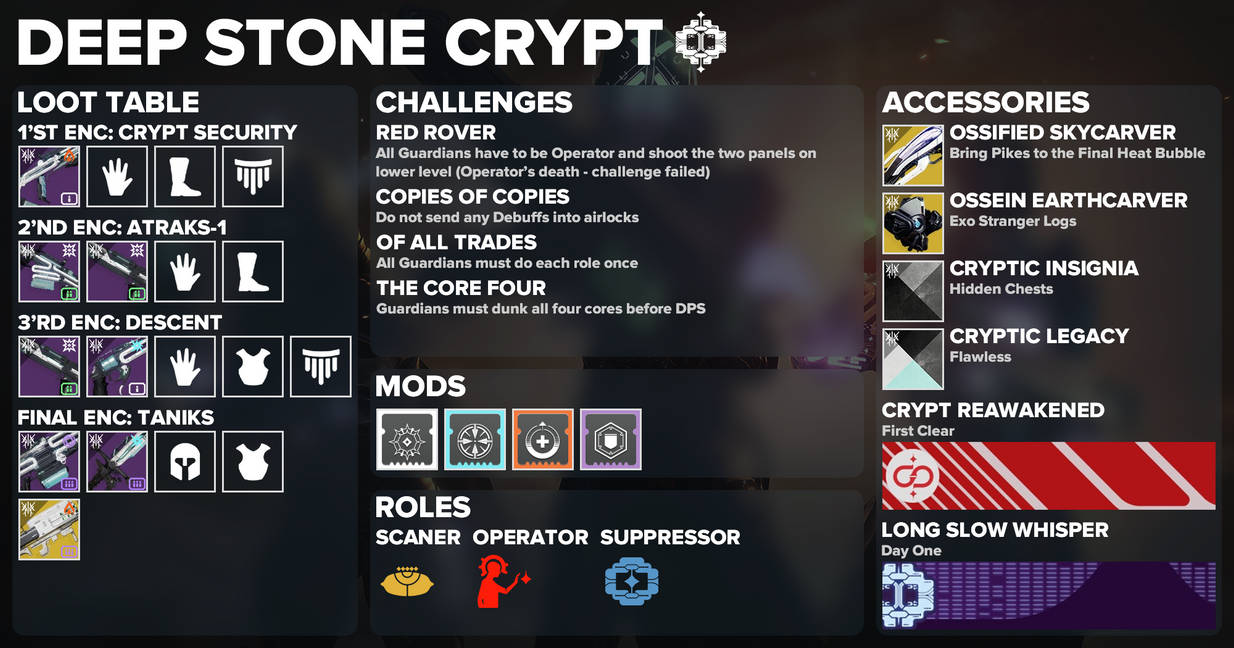 DEEP STONE CRYPT
LOOT TABLE
1'ST ENC: CRYPT SECURITY
2'ND ENC: ATRAKS-1
3'RD ENC: DESCENT
FINAL ENC: TANIKS
CHALLENGES
RED ROVER
All Guardians have to be Operator and shoot the two panels on
lower level (Operator's death - challenge failed)
COPIES OF COPIES
Do not send any Debuffs into airlocks
OF ALL TRADES
All Guardians must do each role once
THE CORE FOUR
Guardians must dunk all four cores before DPS
MODS
ROLES
SCANER OPERATOR SUPPRESSOR
ACCESSORIES
OSSIFIED SKYCARVER
Bring Pikes to the Final Heat Bubble
OSSEIN EARTHCARVER
Exo Stranger Logs
CRYPTIC INSIGNIA
Hidden Chests
CRYPTIC LEGACY
Flawless
CRYPT REAWAKENED
First Clear
LONG SLOW WHISPER
Day One